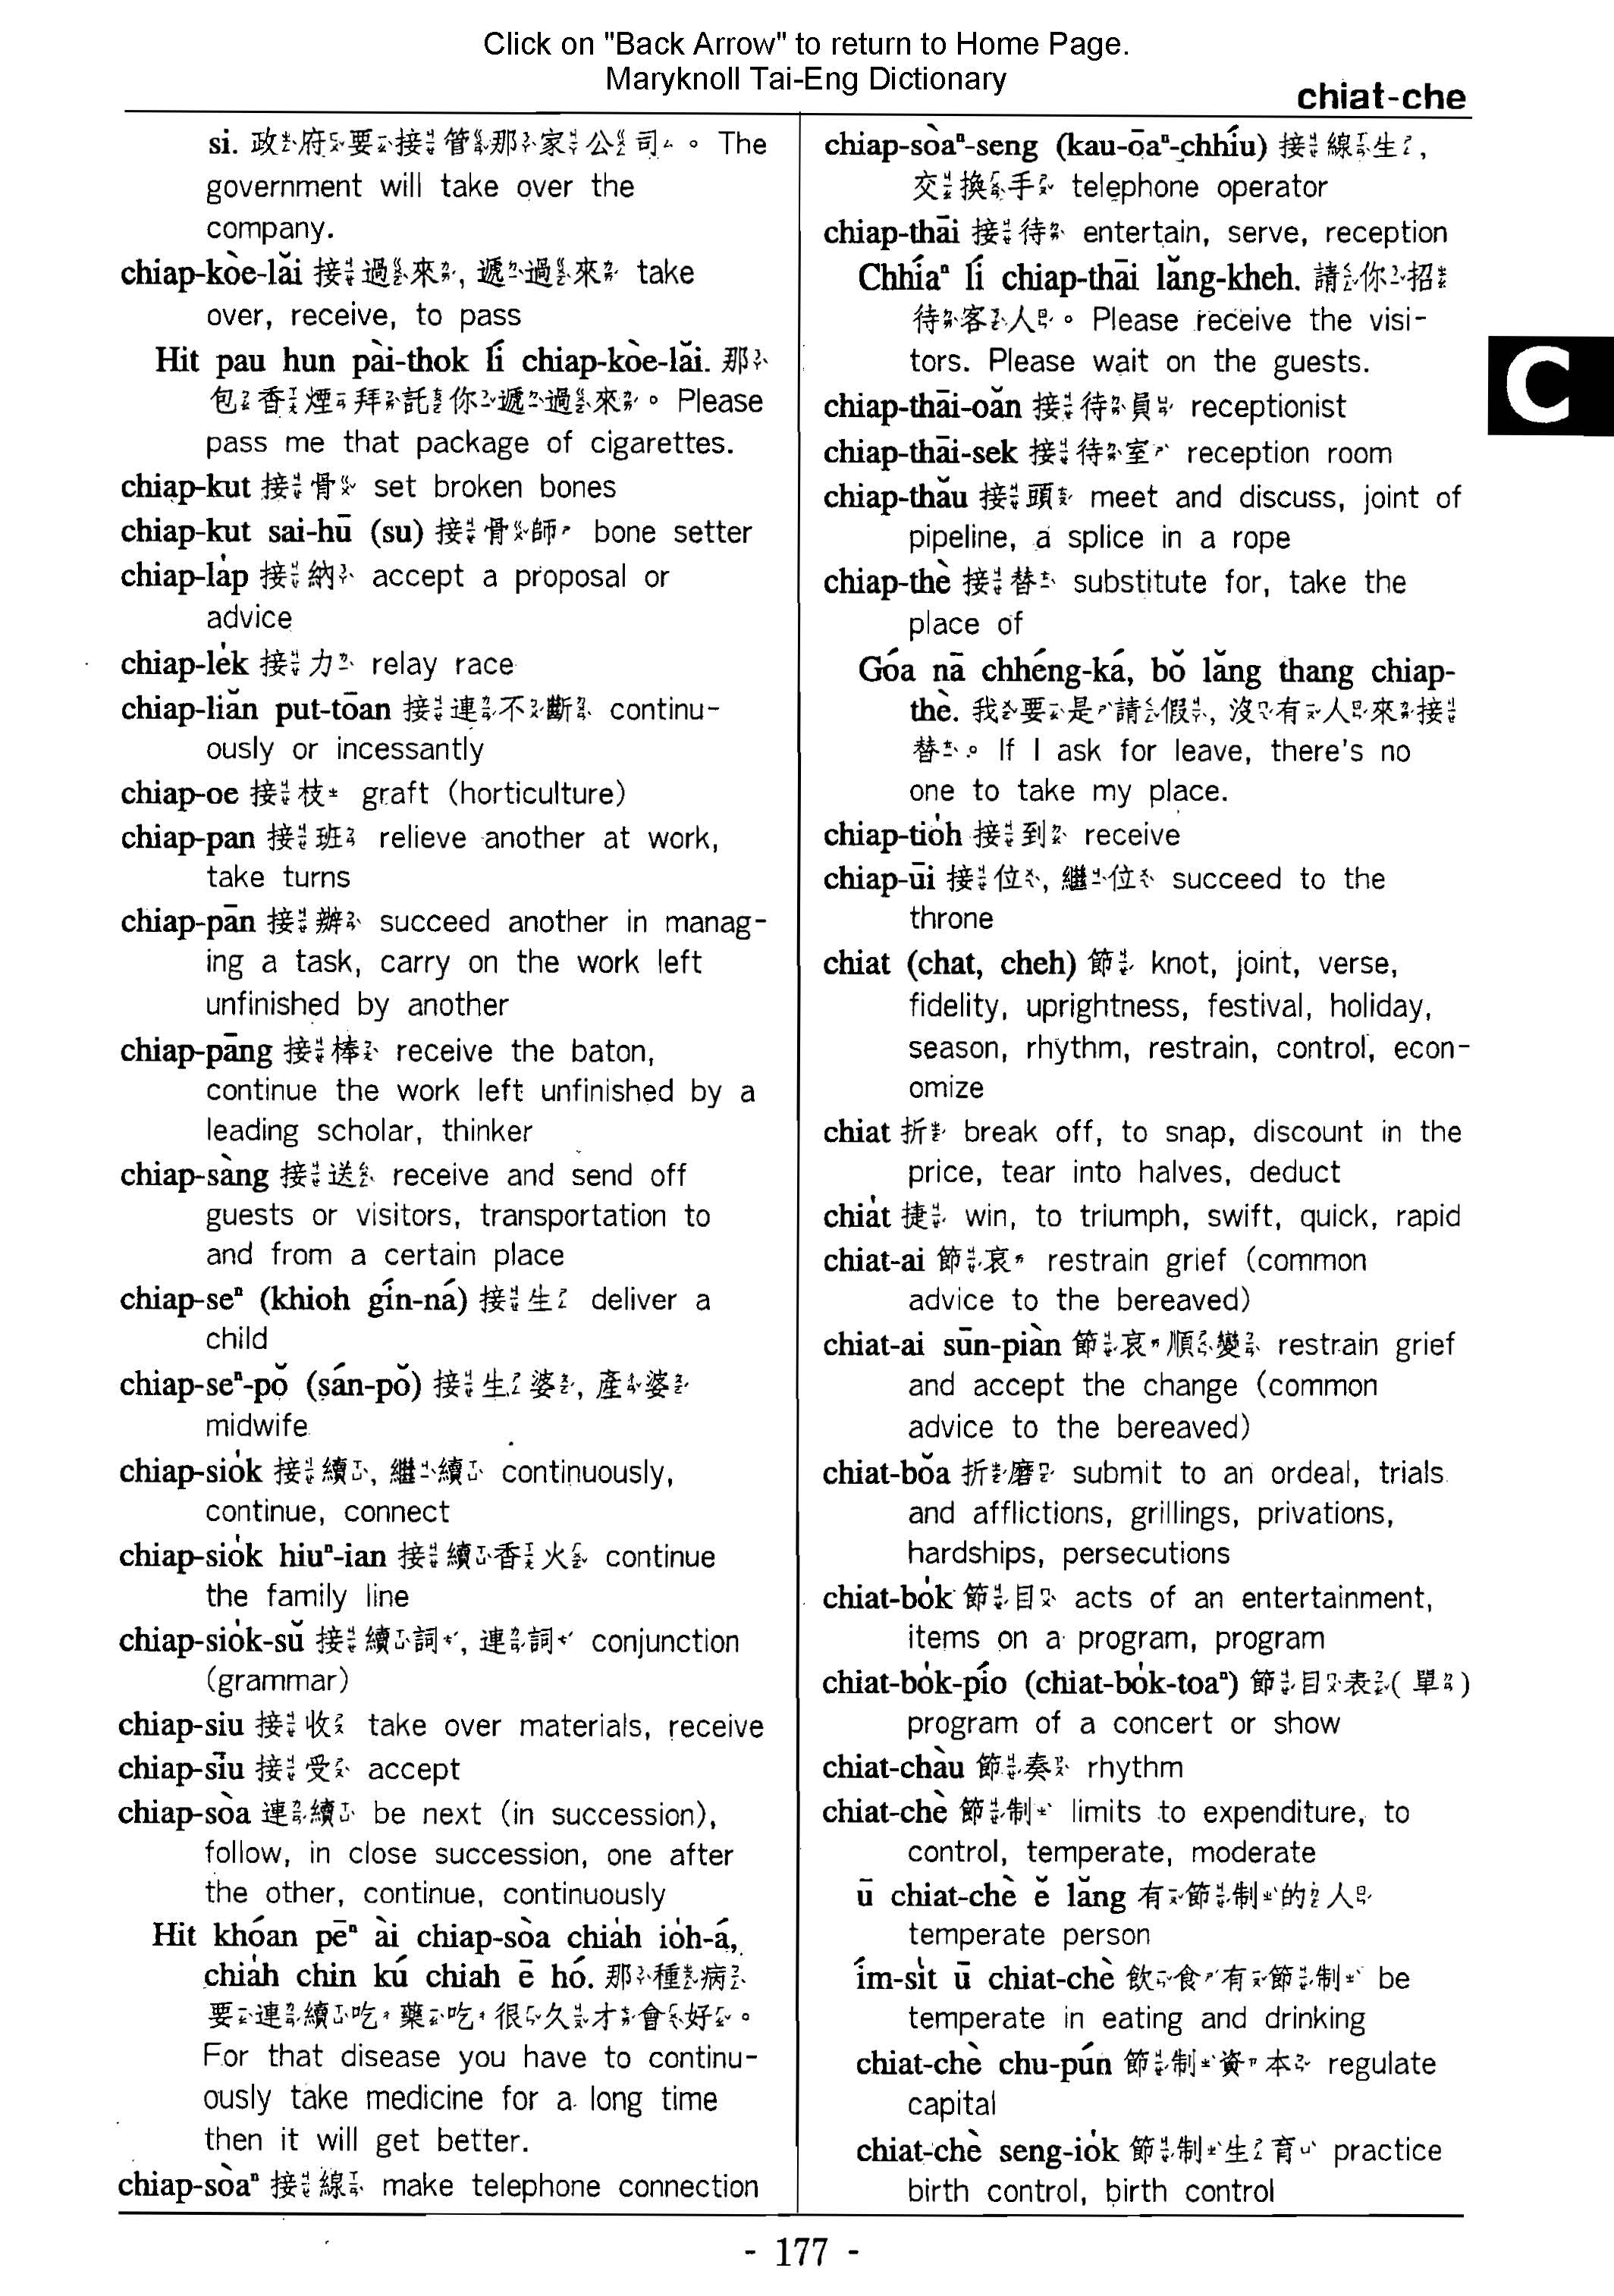 Click on "Back Arrow" to return to Home Page.
Maryknoll Tai-Eng Dictionary
chiat-che
si. 政府要接管那家公司。 The
government will take over the
company.
chiap-kòe-lăi 接過來, 遞過來 take
over, receive, to pass
Hit pau hun pài-thok lí chiap-kòe-lăi. 那
包香煙拜託你遞過來。 Please
pass me that package of cigarettes.
chiap-kut 接骨 set broken bones
chiap-kut sai-hū (su) 接骨師 bone setter
chiap-la̍p 接納 accept a proposal or
advice
chiap-le̍k 接力 relay race
chiap-liăn put-tōan 接連不斷 continu-
ously or incessantly
chiap-oe 接枝 graft (horticulture)
chiap-pan 接班 relieve another at work,
take turns
chiap-pān 接辦 succeed another in manag-
ing a task, carry on the work left
unfinished by another
chiap-pāng 接棒 receive the baton,
continue the work left unfinished by a
leading scholar, thinker
chiap-sàng 接送 receive and send off
guests or visitors, transportation to
and from a certain place
chiap-seⁿ (khioh gín-ná) 接生 deliver a
child
chiap-seⁿ-pŏ (sán-pŏ) 接生婆, 產婆
midwife
chiap-sio̍k 接續, 繼續 continuously,
continue, connect
chiap-sio̍k hiuⁿ-ian 接續香火 continue
the family line
chiap-sio̍k-sŭ 接續詞, 連詞 conjunction
(grammar)
chiap-siu 接收 take over materials, receive
chiap-sīu 接受 accept
chiap-sòa 連續 be next (in succession),
follow, in close succession, one after
the other, continue, continuously
Hit khóan pēⁿ ài chiap-sòa chia̍h io̍h-á,
chia̍h chin kú chiah ē hó. 那種病
要連續吃藥吃很久才會好。
For that disease you have to continu-
ously take medicine for a long time
then it will get better.
chiap-sòaⁿ 接線 make telephone connection
chiap-sòaⁿ-seng (kau-ōaⁿ-chhíu) 接線生,
交換手 telephone operator
chiap-thāi 接待 entertain, serve, reception
Chhíaⁿ lí chiap-thāi lăng-kheh. 請你招
待客人。 Please receive the visi-
tors. Please wait on the guests.
chiap-thāi-oăn 接待員 receptionist
chiap-thāi-sek 接待室 reception room
chiap-thău 接頭 meet and discuss, joint of
pipeline, a splice in a rope
chiap-thè 接替 substitute for, take the
place of
Góa nā chhéng-ká, bŏ lăng thang chiap-
thè. 我要是請假, 沒有人來接
替。 If I ask for leave, there's no
one to take my place.
chiap-tio̍h 接到 receive
chiap-ūi 接位, 繼位 succeed to the
throne
chiat (chat, cheh) 節 knot, joint, verse,
fidelity, uprightness, festival, holiday,
season, rhythm, restrain, control, econ-
omize
chiat 折 break off, to snap, discount in the
price, tear into halves, deduct
chia̍t 捷 win, to triumph, swift, quick, rapid
chiat-ai 節哀 restrain grief (common
advice to the bereaved)
chiat-ai sūn-piàn 節哀順變 restrain grief
and accept the change (common
advice to the bereaved)
chiat-bŏa 折磨 submit to an ordeal, trials
and afflictions, grillings, privations,
hardships, persecutions
chiat-bo̍k 節目 acts of an entertainment,
items on a program, program
chiat-bo̍k-pío (chiat-bo̍k-toaⁿ) 節目表(單)
program of a concert or show
chiat-chàu 節奏 rhythm
chiat-chè 節制 limits to expenditure, to
control, temperate, moderate
ū chiat-chè ĕ lăng 有節制的人
temperate person
ím-si̍t ū chiat-chè 飲食有節制 be
temperate in eating and drinking
chiat-chè chu-pún 節制資本 regulate
capital
chiat-chè seng-io̍k 節制生育 practice
birth control, birth control
C
- 177 -